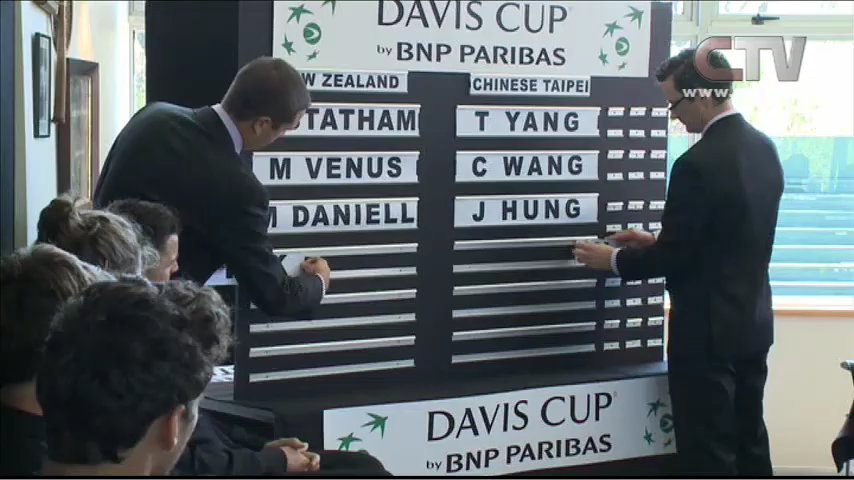 DAVIS CUP
by BNP PARIBAS
CTV
www.
ZEALAND CHINESE TAIPEI
STATHAM T YANG
M VENUS C WANG
M DANIELL J HUNG
DAVIS CUP
by BNP PARIBAS